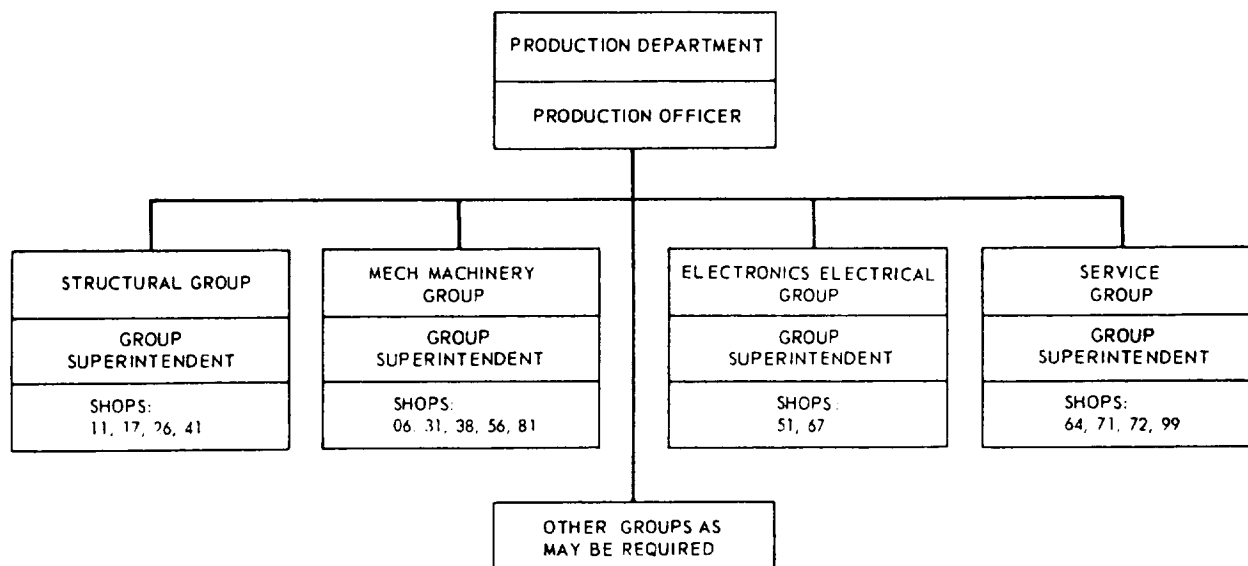 PRODUCTION DEPARTMENT
PRODUCTION OFFICER
STRUCTURAL GROUP
GROUP
SUPERINTENDENT
SHOPS:
11, 17, 26, 41
MECH MACHINERY
GROUP
GROUP
SUPERINTENDENT
SHOPS:
06, 31, 38, 56, 81
ELECTRONICS ELECTRICAL
GROUP
GROUP
SUPERINTENDENT
SHOPS:
51, 67
SERVICE
GROUP
GROUP
SUPERINTENDENT
SHOPS:
64, 71, 72, 99
OTHER GROUPS AS
MAY BE REQUIRED